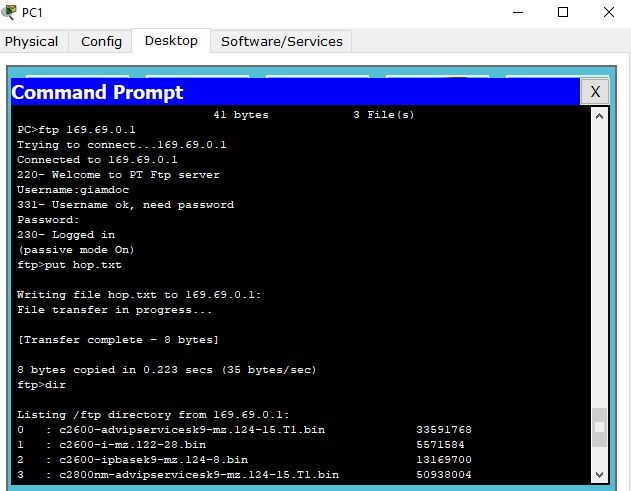 PC1
Physical Config Desktop Software/Services
Command Prompt X
41 bytes 3 File(s)
PC>ftp 169.69.0.1
Trying to connect...169.69.0.1
Connected to 169.69.0.1
220- Welcome to PT Ftp server
Username:giamdoc
331- Username ok, need password
Password:
230- Logged in
(passive mode On)
ftp>put hop.txt
Writing file hop.txt to 169.69.0.1:
File transfer in progress...
[Transfer complete - 8 bytes]
8 bytes copied in 0.223 secs (35 bytes/sec)
ftp>dir
Listing /ftp directory from 169.69.0.1:
0 : c2600-advipservicesk9-mz.124-15.T1.bin 33591768
1 : c2600-i-mz.122-28.bin 5571584
2 : c2600-ipbasek9-mz.124-8.bin 13169700
3 : c2800nm-advipservicesk9-mz.124-15.T1.bin 50938004